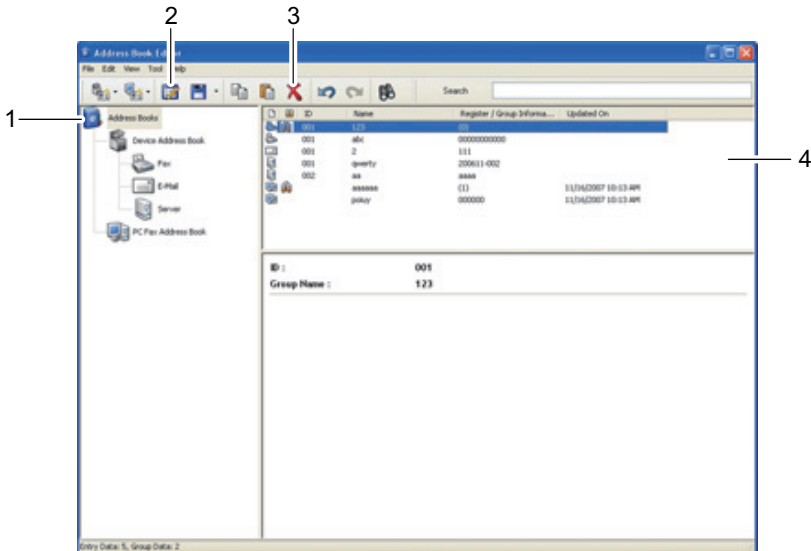 2 3
Address Book Editor
File Edit View Tool Help
Search
1
Address Books
Device Address Book
Fax
E-Mail
Server
PC Fax Address Book
ID Name Register / Group Informa... Updated On
001 123 (0)
001 abc 00000000000
001 2 111
001 qwerty 200611-002
002 aa aaaa
aaaaaa (1) 11/16/2007 10:13 AM
poiuy 000000 11/16/2007 10:13 AM
4
ID : 001
Group Name : 123
Entry Data: 5, Group Data: 2